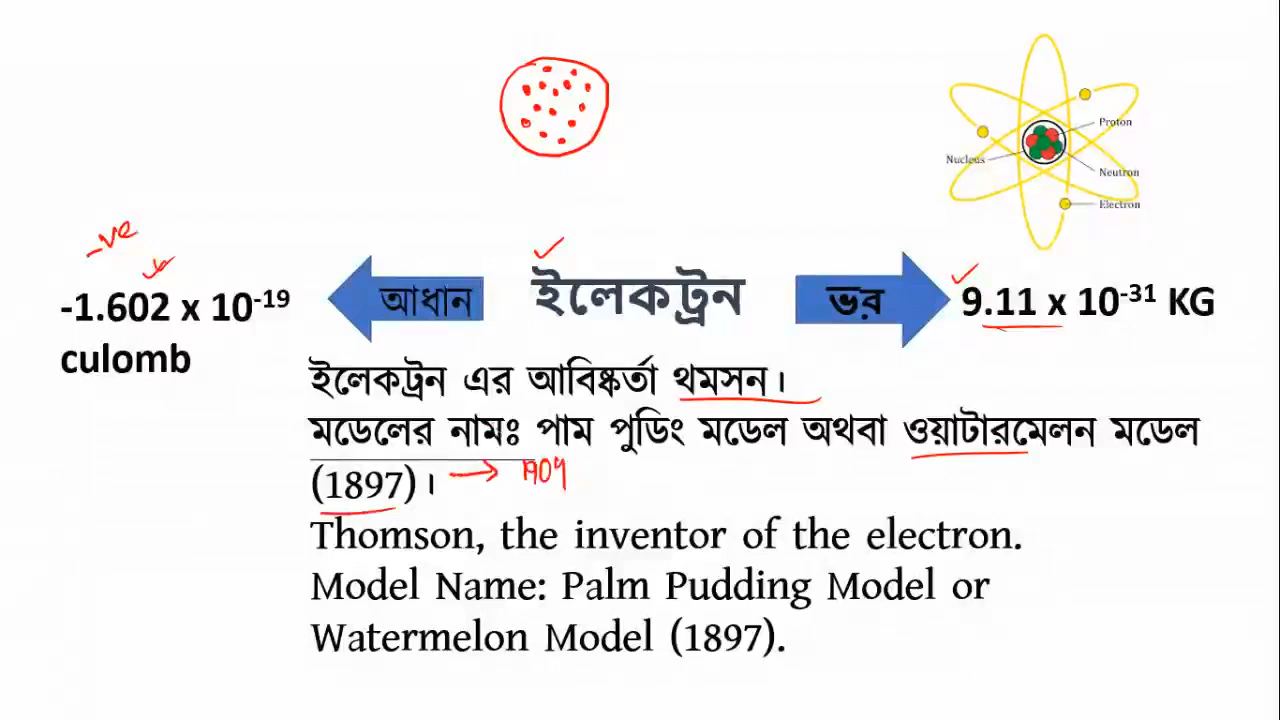 Proton
Nucleus
Neutron
Electron
-ve
-1.602 x 10-19
culomb
আধান
ইলেকট্রন
ভর
9.11 x 10-31 KG
ইলেকট্রন এর আবিষ্কর্তা থমসন।
মডেলের নামঃ পাম পুডিং মডেল অথবা ওয়াটারমেলন মডেল
(1897)। →
Thomson, the inventor of the electron.
Model Name: Palm Pudding Model or
Watermelon Model (1897).